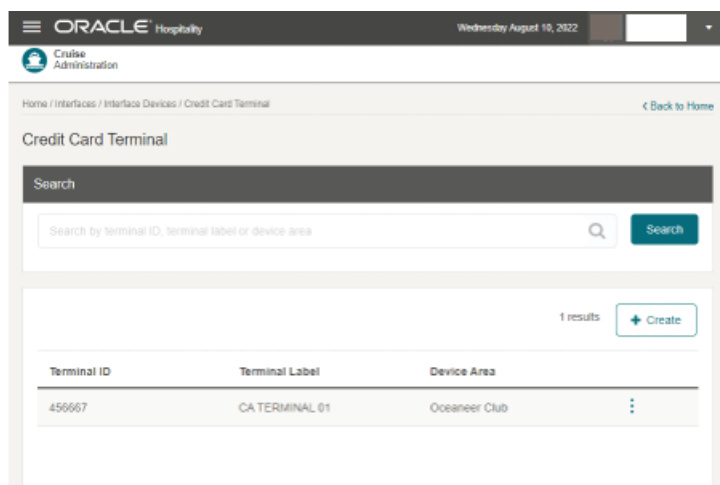 ORACLE Hospitality
Wednesday August 10, 2022
Cruise
Administration
Home / Interfaces / Interface Devices / Credit Card Terminal
Back to Home
Credit Card Terminal
Search
Search by terminal ID, terminal label or device area
Search
1 results
+ Create
Terminal ID Terminal Label Device Area
456667 CA TERMINAL 01 Oceaneer Club